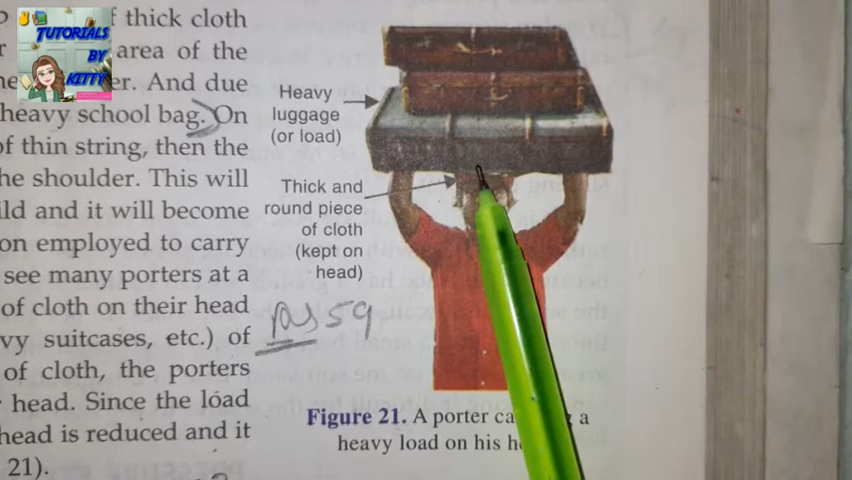 TUTORIALS
BY
KITTY
thick cloth
area of the
er. And due
heavy school bag. On
of thin string, then the
he shoulder. This will
ild and it will become
on employed to carry
see many porters at a
of cloth on their head
vy suitcases, etc.) of
of cloth, the porters
head. Since the load
head is reduced and it
21).
Heavy
luggage
(or load)
Thick and
round piece
of cloth
(kept on
head)
59
Figure 21. A porter ca a
heavy load on his h